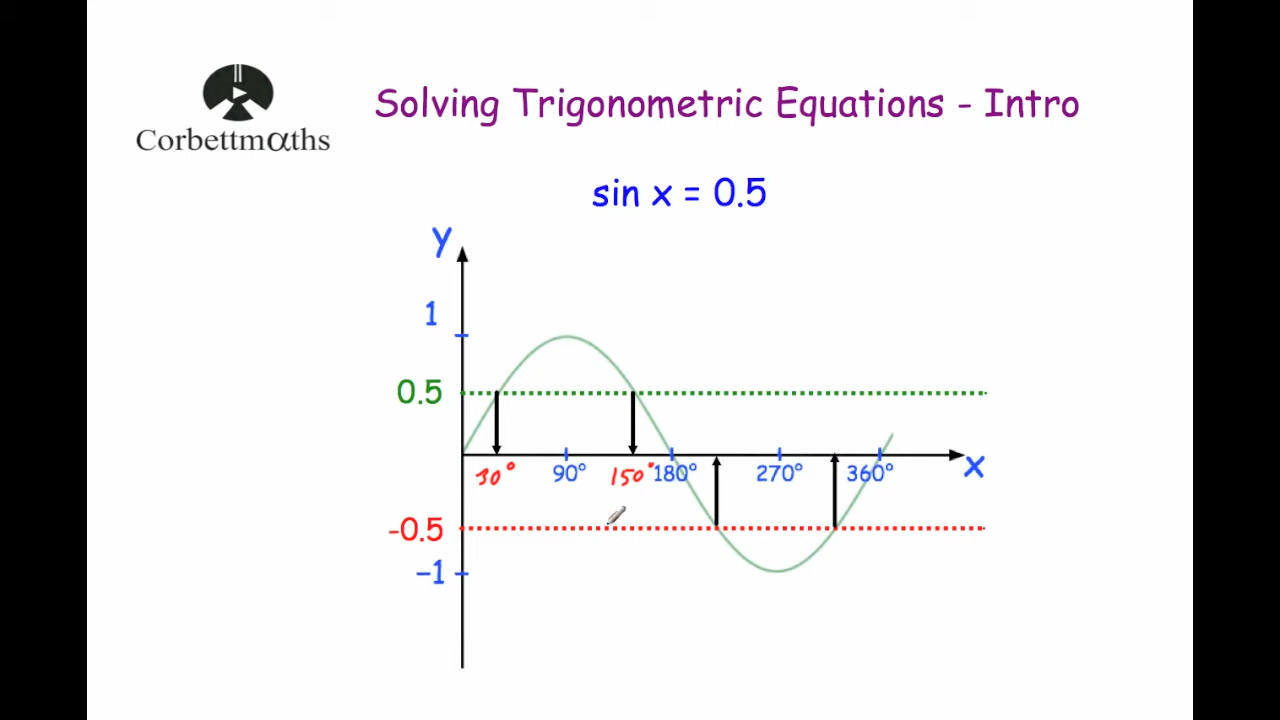 Corbettmαths
Solving Trigonometric Equations - Intro
sin x = 0.5
y
1
0.5
30° 90° 150° 180° 270° 360° x
-0.5
-1